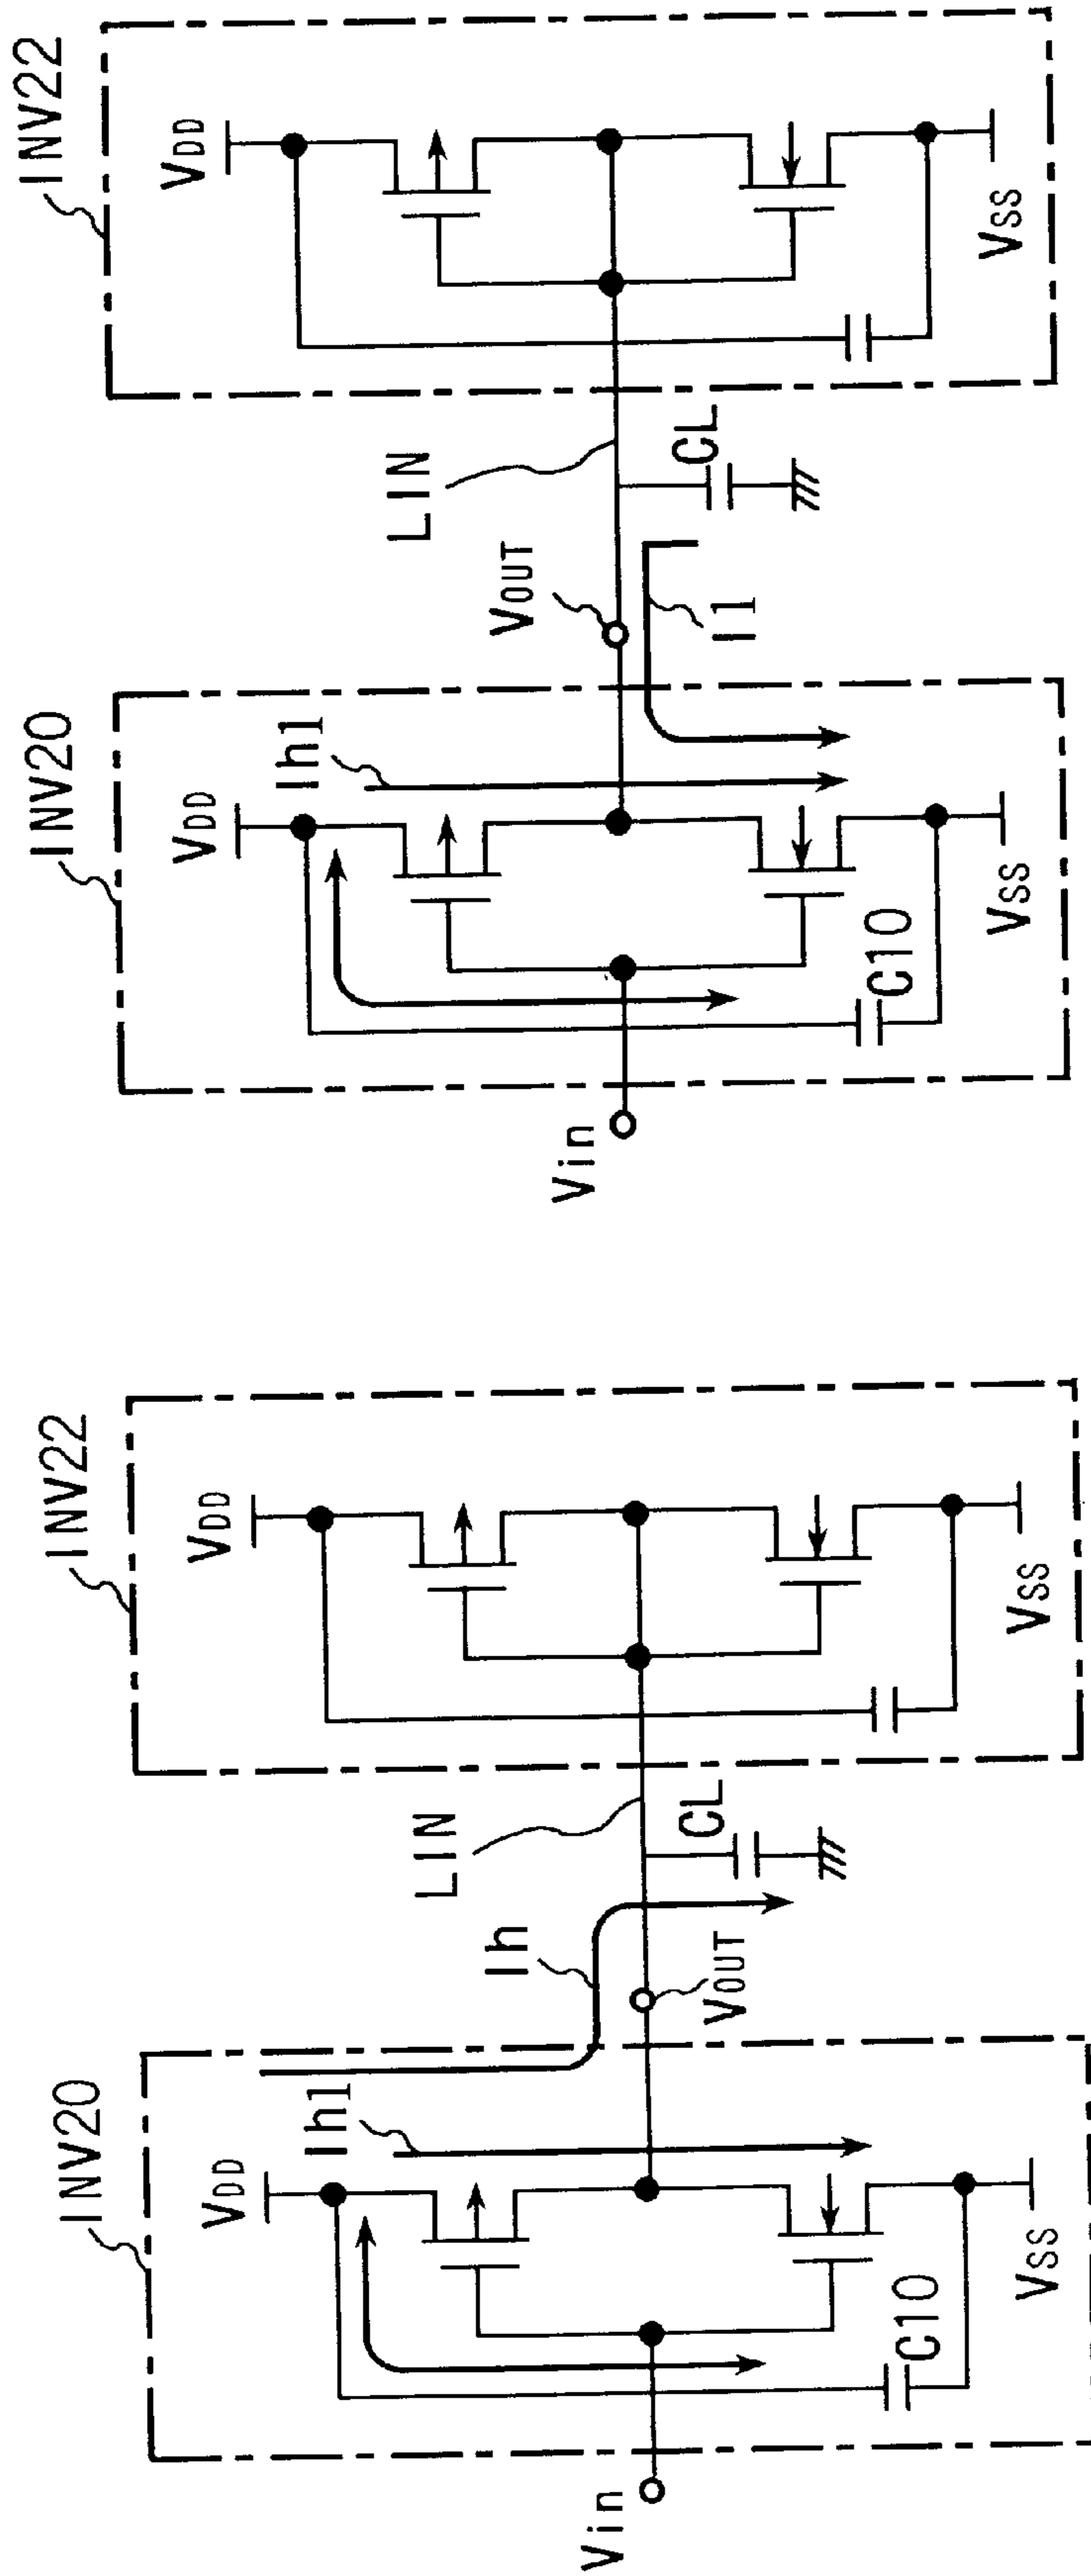 INV22
VDD
VSS
LIN
CL
VOUT
I1
INV20
VDD
Ih1
VSS
C10
Vin
INV22
VDD
VSS
LIN
CL
Ih
VOUT
INV20
VDD
Ih1
VSS
C10
Vin